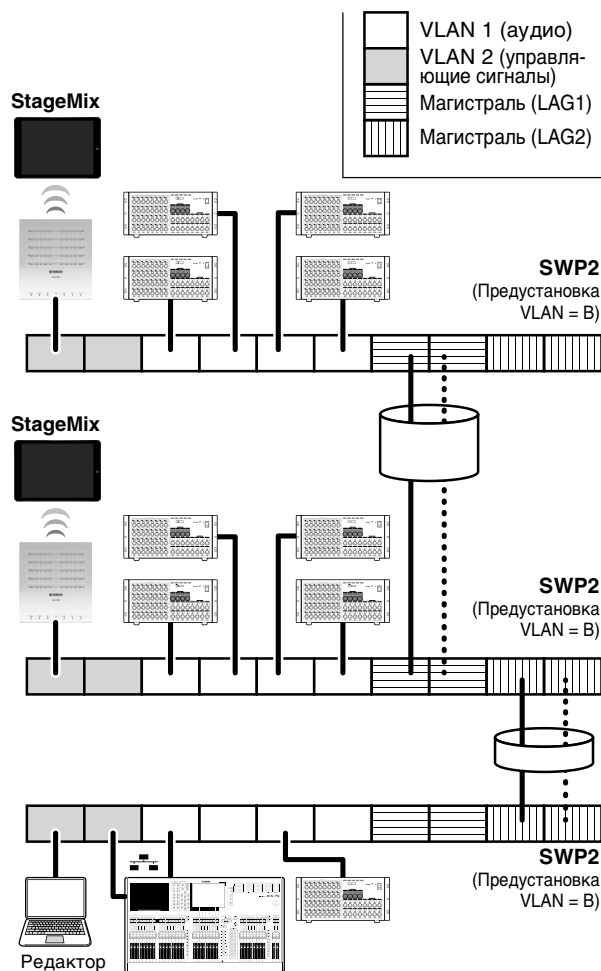 VLAN 1 (аудио)
VLAN 2 (управля-
ющие сигналы)
Магистраль (LAG1)
Магистраль (LAG2)
StageMix
SWP2
(Предустановка
VLAN = B)
StageMix
SWP2
(Предустановка
VLAN = B)
SWP2
(Предустановка
VLAN = B)
Редактор